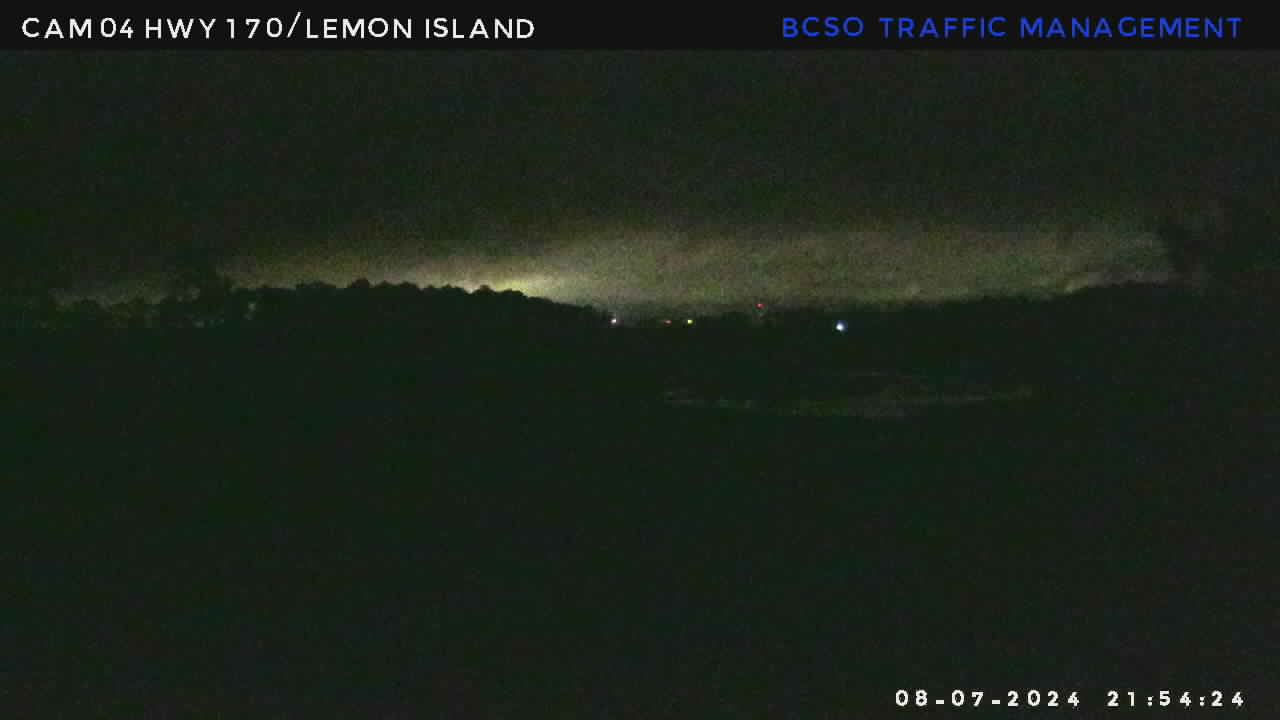 CAM04 HWY 170/LEMON ISLAND
BCSO TRAFFIC MANAGEMENT
08-07-2024 21:54:24